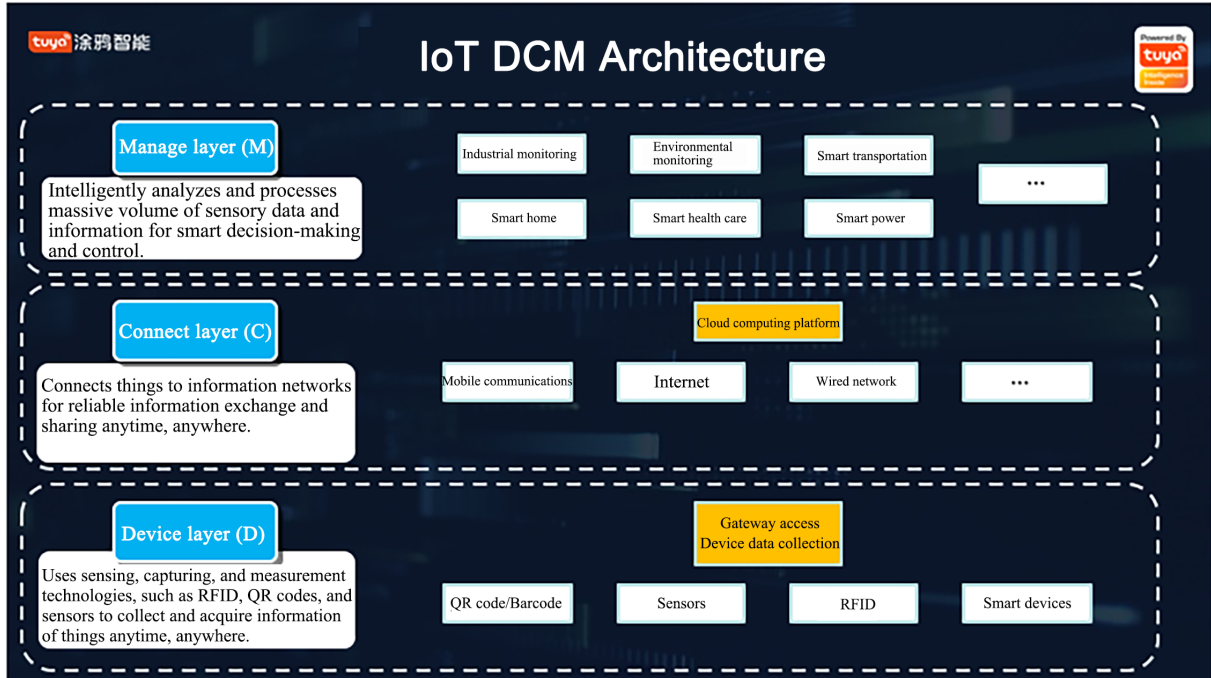 tuya 涂鸦智能
IoT DCM Architecture
Powered By
tuya
Intelligence
Inside
Manage layer (M)
Intelligently analyzes and processes
massive volume of sensory data and
information for smart decision-making
and control.
Industrial monitoring
Environmental
monitoring
Smart transportation
...
Smart home
Smart health care
Smart power
Connect layer (C)
Connects things to information networks
for reliable information exchange and
sharing anytime, anywhere.
Cloud computing platform
Mobile communications
Internet
Wired network
...
Device layer (D)
Uses sensing, capturing, and measurement
technologies, such as RFID, QR codes, and
sensors to collect and acquire information
of things anytime, anywhere.
Gateway access
Device data collection
QR code/Barcode
Sensors
RFID
Smart devices